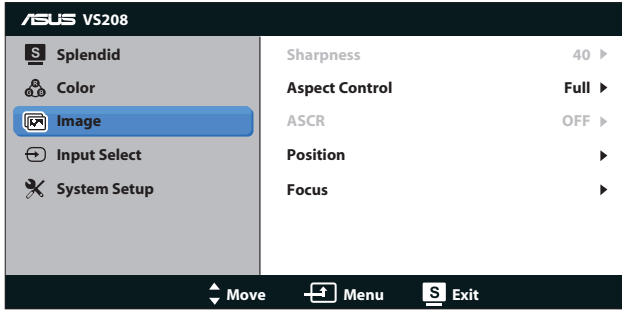 ASUS VS208
S Splendid
R G B Color
Image
Input Select
System Setup
Sharpness 40
Aspect Control Full
ASCR OFF
Position
Focus
Move Menu S Exit